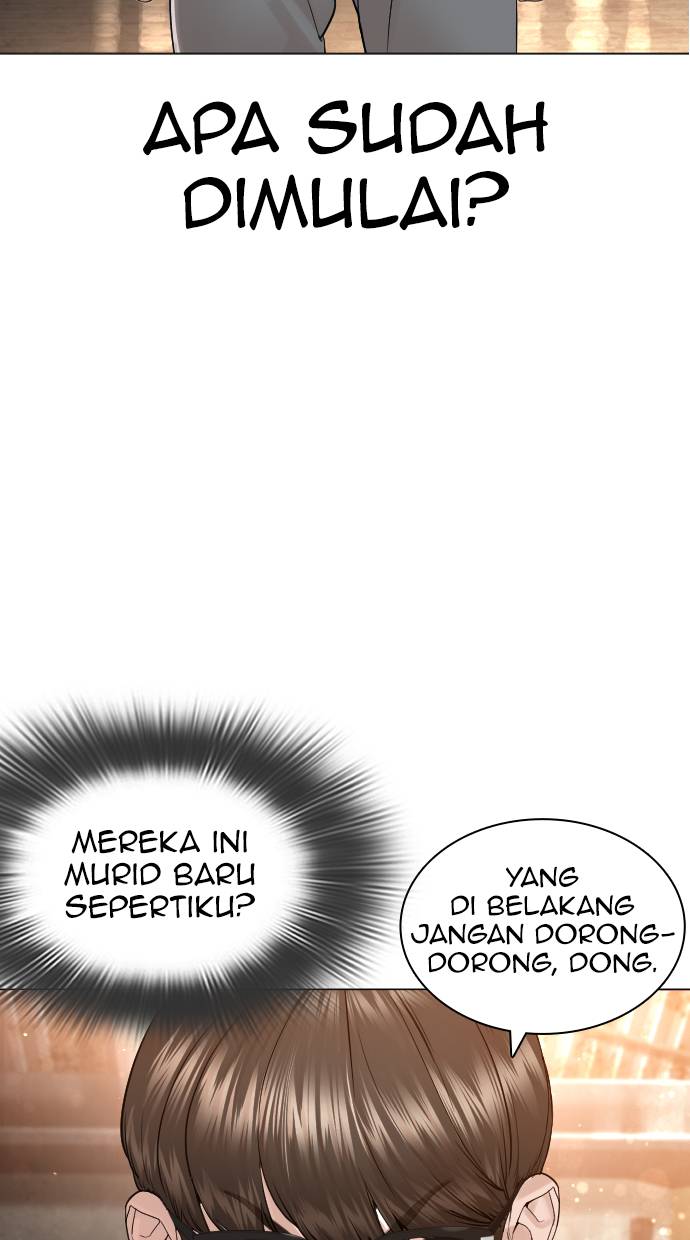 APA SUDAH
DIMULAI?
MEREKA INI
MURID BARU
SEPERTIKU?
YANG
DI BELAKANG
JANGAN DORONG-
DORONG, DONG.